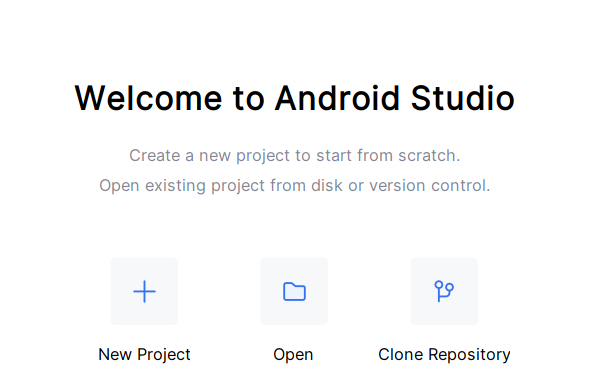 Welcome to Android Studio
Create a new project to start from scratch.
Open existing project from disk or version control.
New Project
Open
Clone Repository